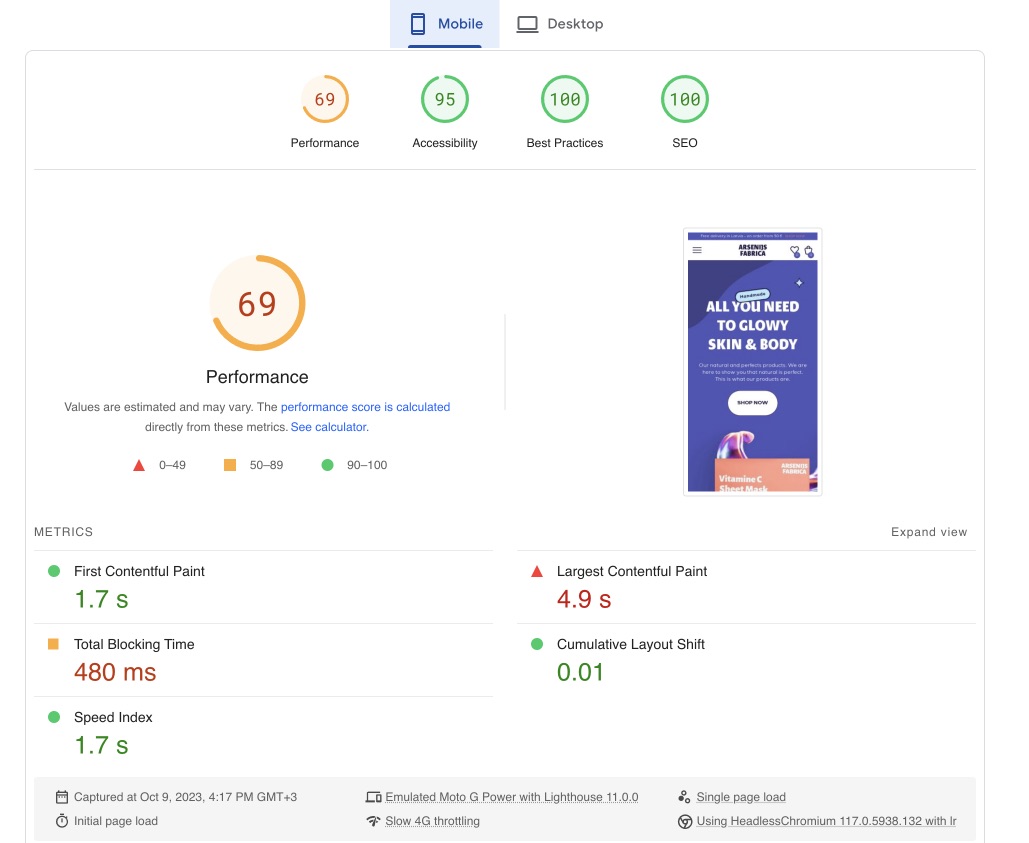 Mobile
Desktop
69
95
100
100
Performance
Accessibility
Best Practices
SEO
69
Performance
Values are estimated and may vary. The performance score is calculated
directly from these metrics. See calculator.
0–49
50–89
90–100
ARSENIJS
FABRICA
Handmade
ALL YOU NEED
TO GLOWY
SKIN & BODY
Our natural and perfects products. We are
here to show you that natural is perfect.
This is what our products are.
SHOP NOW
ARSENIJS
FABRICA
Vitamine C
Sheet Mask
METRICS
Expand view
First Contentful Paint
1.7 s
Largest Contentful Paint
4.9 s
Total Blocking Time
480 ms
Cumulative Layout Shift
0.01
Speed Index
1.7 s
Captured at Oct 9, 2023, 4:17 PM GMT+3
Emulated Moto G Power with Lighthouse 11.0.0
Single page load
Initial page load
Slow 4G throttling
Using HeadlessChromium 117.0.5938.132 with lr